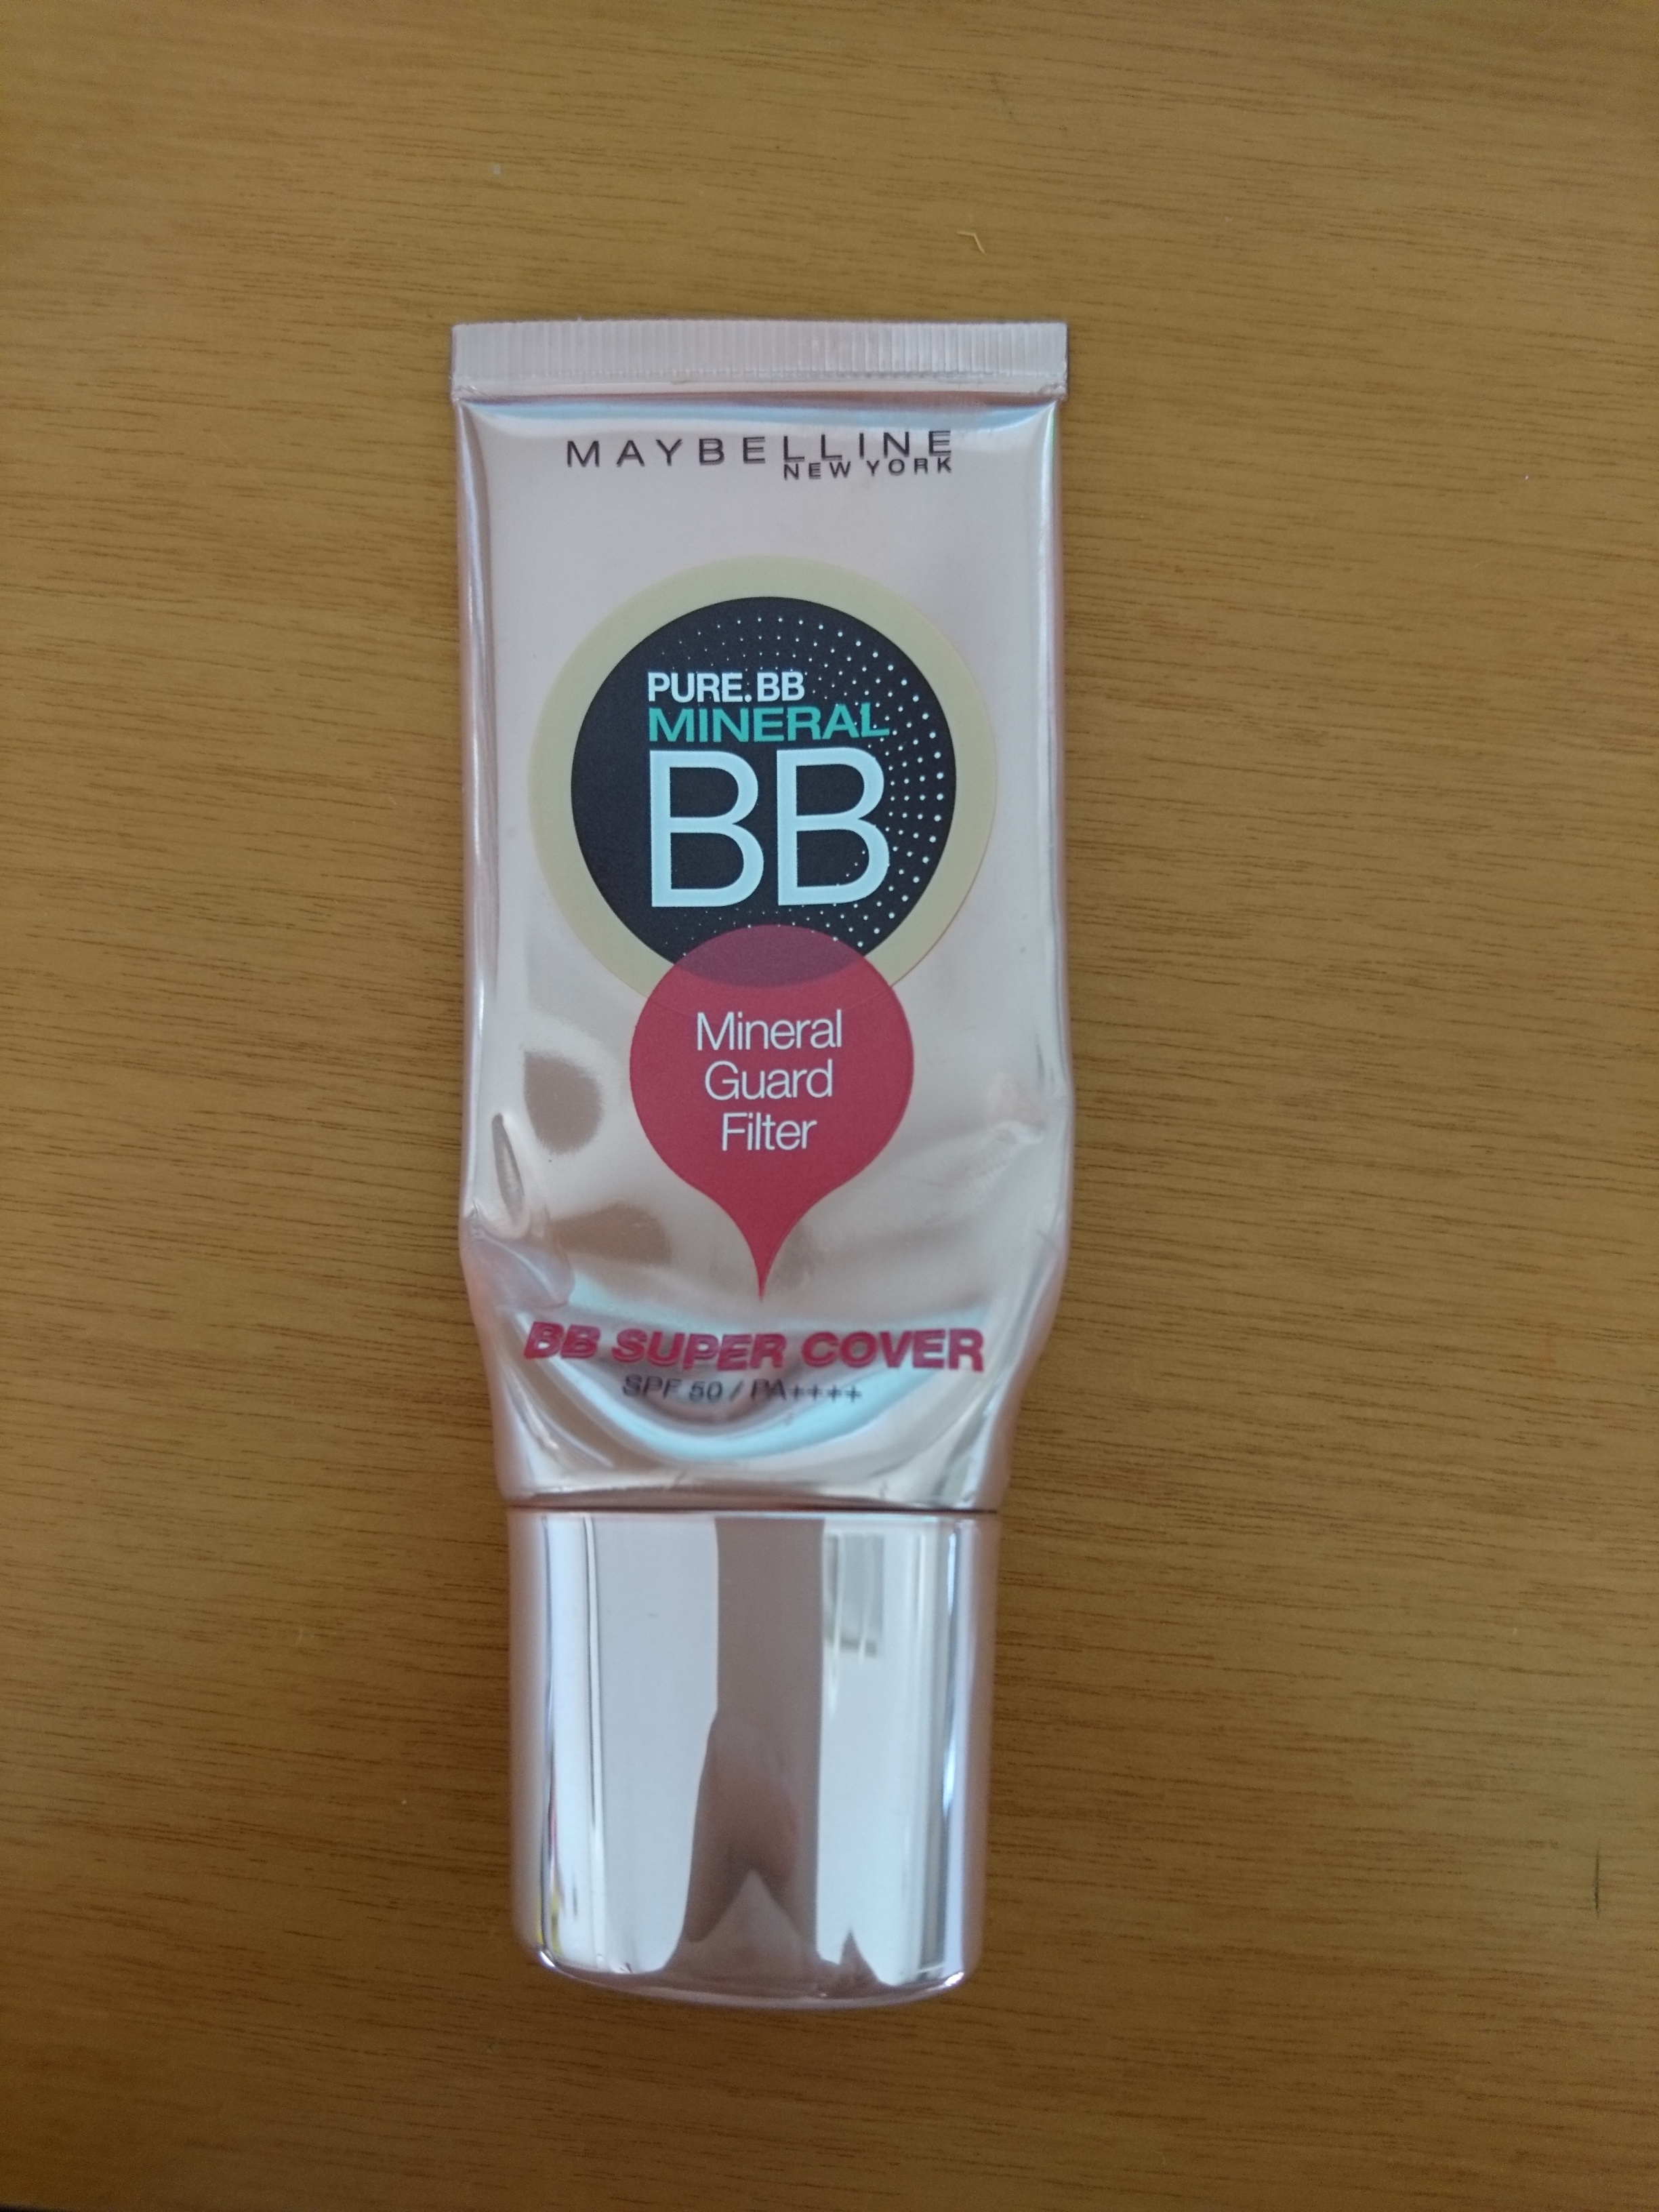 MAYBELLINE
NEW YORK
PURE.BB
MINERAL
BB
Mineral
Guard
Filter
BB SUPER COVER
SPF 50 / PA++++